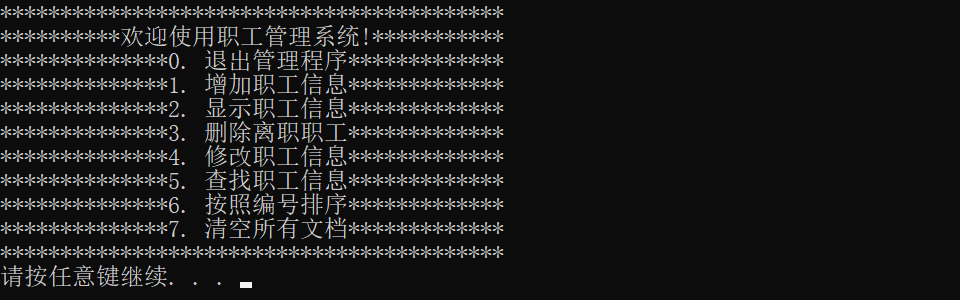 ******************************************
**********欢迎使用职工管理系统!***********
**************0. 退出管理程序*************
**************1. 增加职工信息*************
**************2. 显示职工信息*************
**************3. 删除离职职工*************
**************4. 修改职工信息*************
**************5. 查找职工信息*************
**************6. 按照编号排序*************
**************7. 清空所有文档*************
******************************************
请按任意键继续. . .